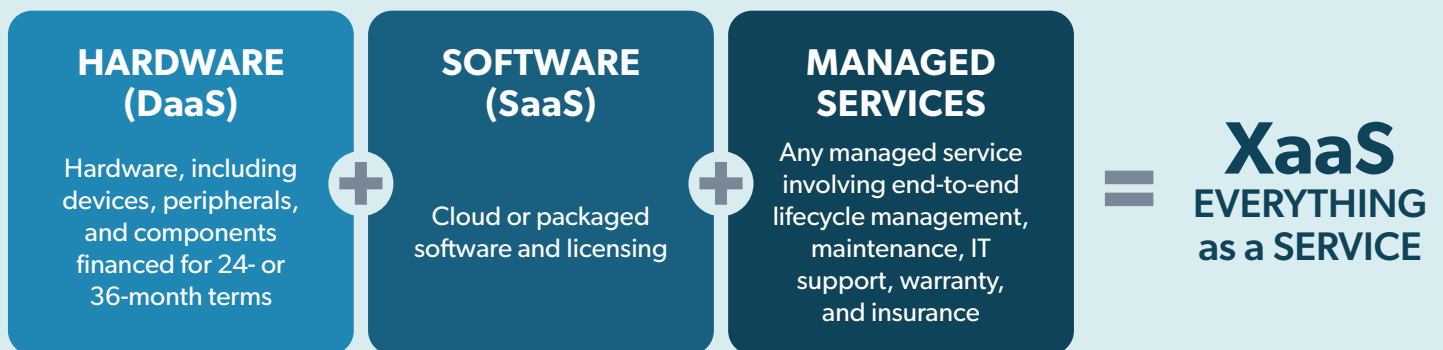 HARDWARE
(DaaS)
Hardware, including
devices, peripherals,
and components
financed for 24- or
36-month terms
+
SOFTWARE
(SaaS)
Cloud or packaged
software and licensing
+
MANAGED
SERVICES
Any managed service
involving end-to-end
lifecycle management,
maintenance, IT
support, warranty,
and insurance
=
XaaS
EVERYTHING
as a SERVICE